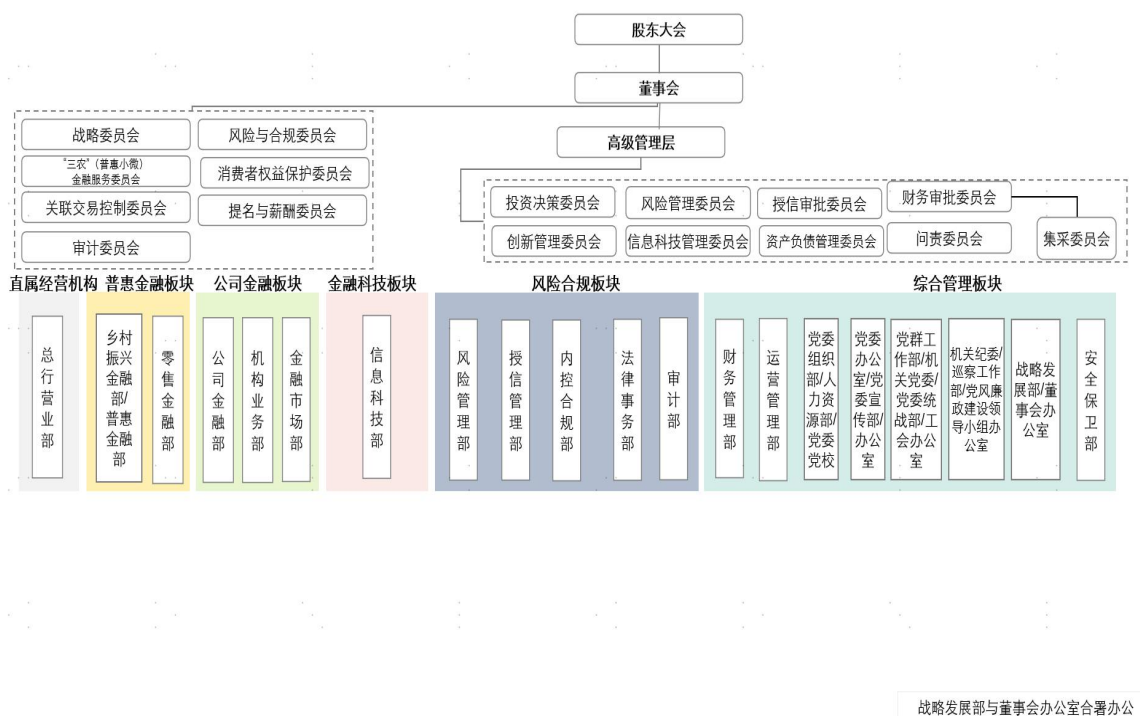 股东大会
董事会
高级管理层
战略委员会
风险与合规委员会
“三农”（普惠小微）
金融服务委员会
消费者权益保护委员会
关联交易控制委员会
提名与薪酬委员会
审计委员会
投资决策委员会
风险管理委员会
授信审批委员会
财务审批委员会
创新管理委员会
信息科技管理委员会
资产负债管理委员会
问责委员会
集采委员会
直属经营机构
普惠金融板块
公司金融板块
金融科技板块
风险合规板块
综合管理板块
总行营业部
乡村
振兴
金融
部/
普惠
金融
部
零售金融部
公司金融部
机构业务部
金融市场部
信息科技部
风险管理部
授信管理部
内控合规部
法律事务部
审计部
财务管理部
运营管理部
党委
组织
部/人
力资
源部/
党委
党校
党委
办公
室/党
委宣
传部/
办公
室
党群工
作部/机
关党委/
党委统
战部/工
会办公
室
机关纪委/
巡察工作
部/党风廉
政建设领
导小组办
公室
战略发
展部/董
事会办
公室
安全保卫部
战略发展部与董事会办公室合署办公